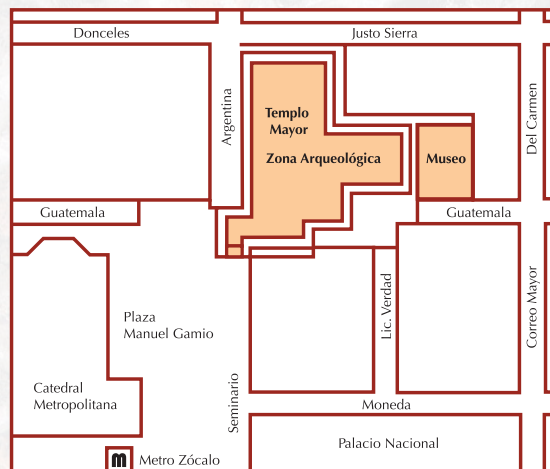 Donceles
Justo Sierra
Argentina
Templo
Mayor
Zona Arqueológica
Museo
Del Carmen
Guatemala
Guatemala
Plaza
Manuel Gamio
Lic. Verdad
Correo Mayor
Catedral
Metropolitana
Seminario
Moneda
Palacio Nacional
Metro Zócalo